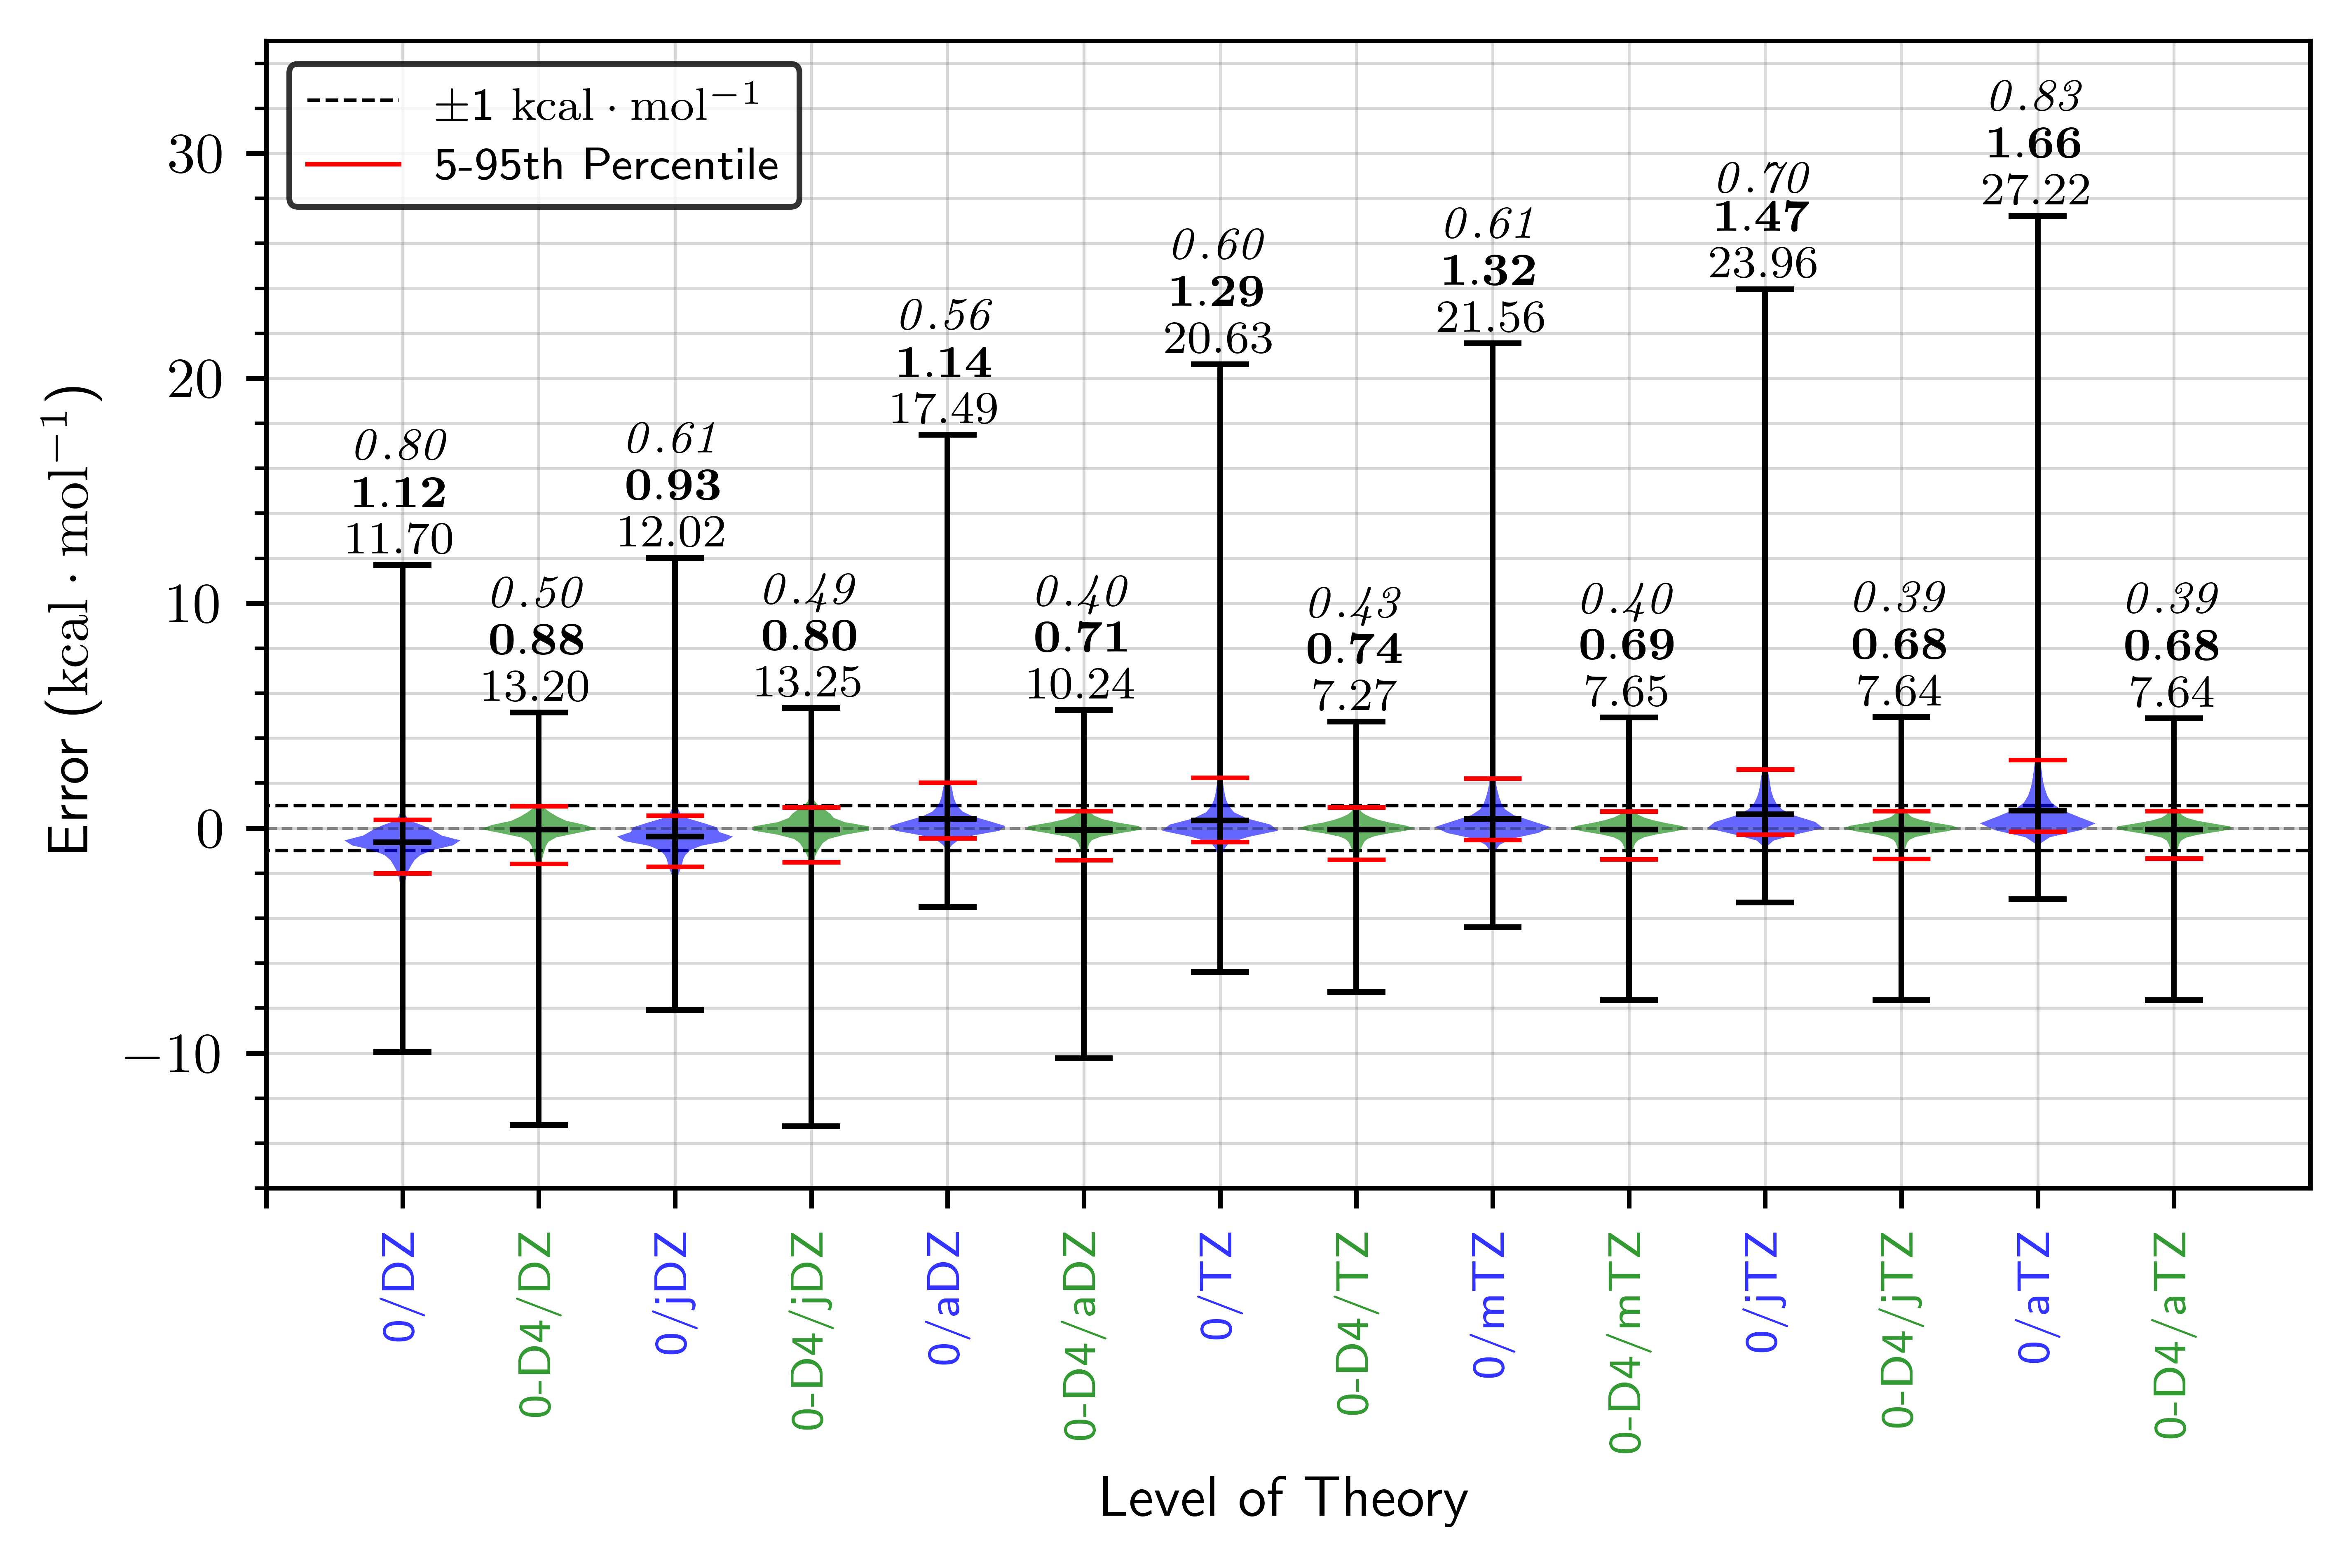 ±1 kcal · mol⁻¹
5-95th Percentile
Error (kcal · mol⁻¹)
30
20
10
0
−10
0.80
1.12
11.70
0.50
0.88
13.20
0.61
0.93
12.02
0.49
0.80
13.25
0.56
1.14
17.49
0.40
0.71
10.24
0.60
1.29
20.63
0.43
0.74
7.27
0.61
1.32
21.56
0.40
0.69
7.65
0.70
1.47
23.96
0.39
0.68
7.64
0.83
1.66
27.22
0.39
0.68
7.64
0/DZ
0-D4/DZ
0/jDZ
0-D4/jDZ
0/aDZ
0-D4/aDZ
0/TZ
0-D4/TZ
0/mTZ
0-D4/mTZ
0/jTZ
0-D4/jTZ
0/aTZ
0-D4/aTZ
Level of Theory